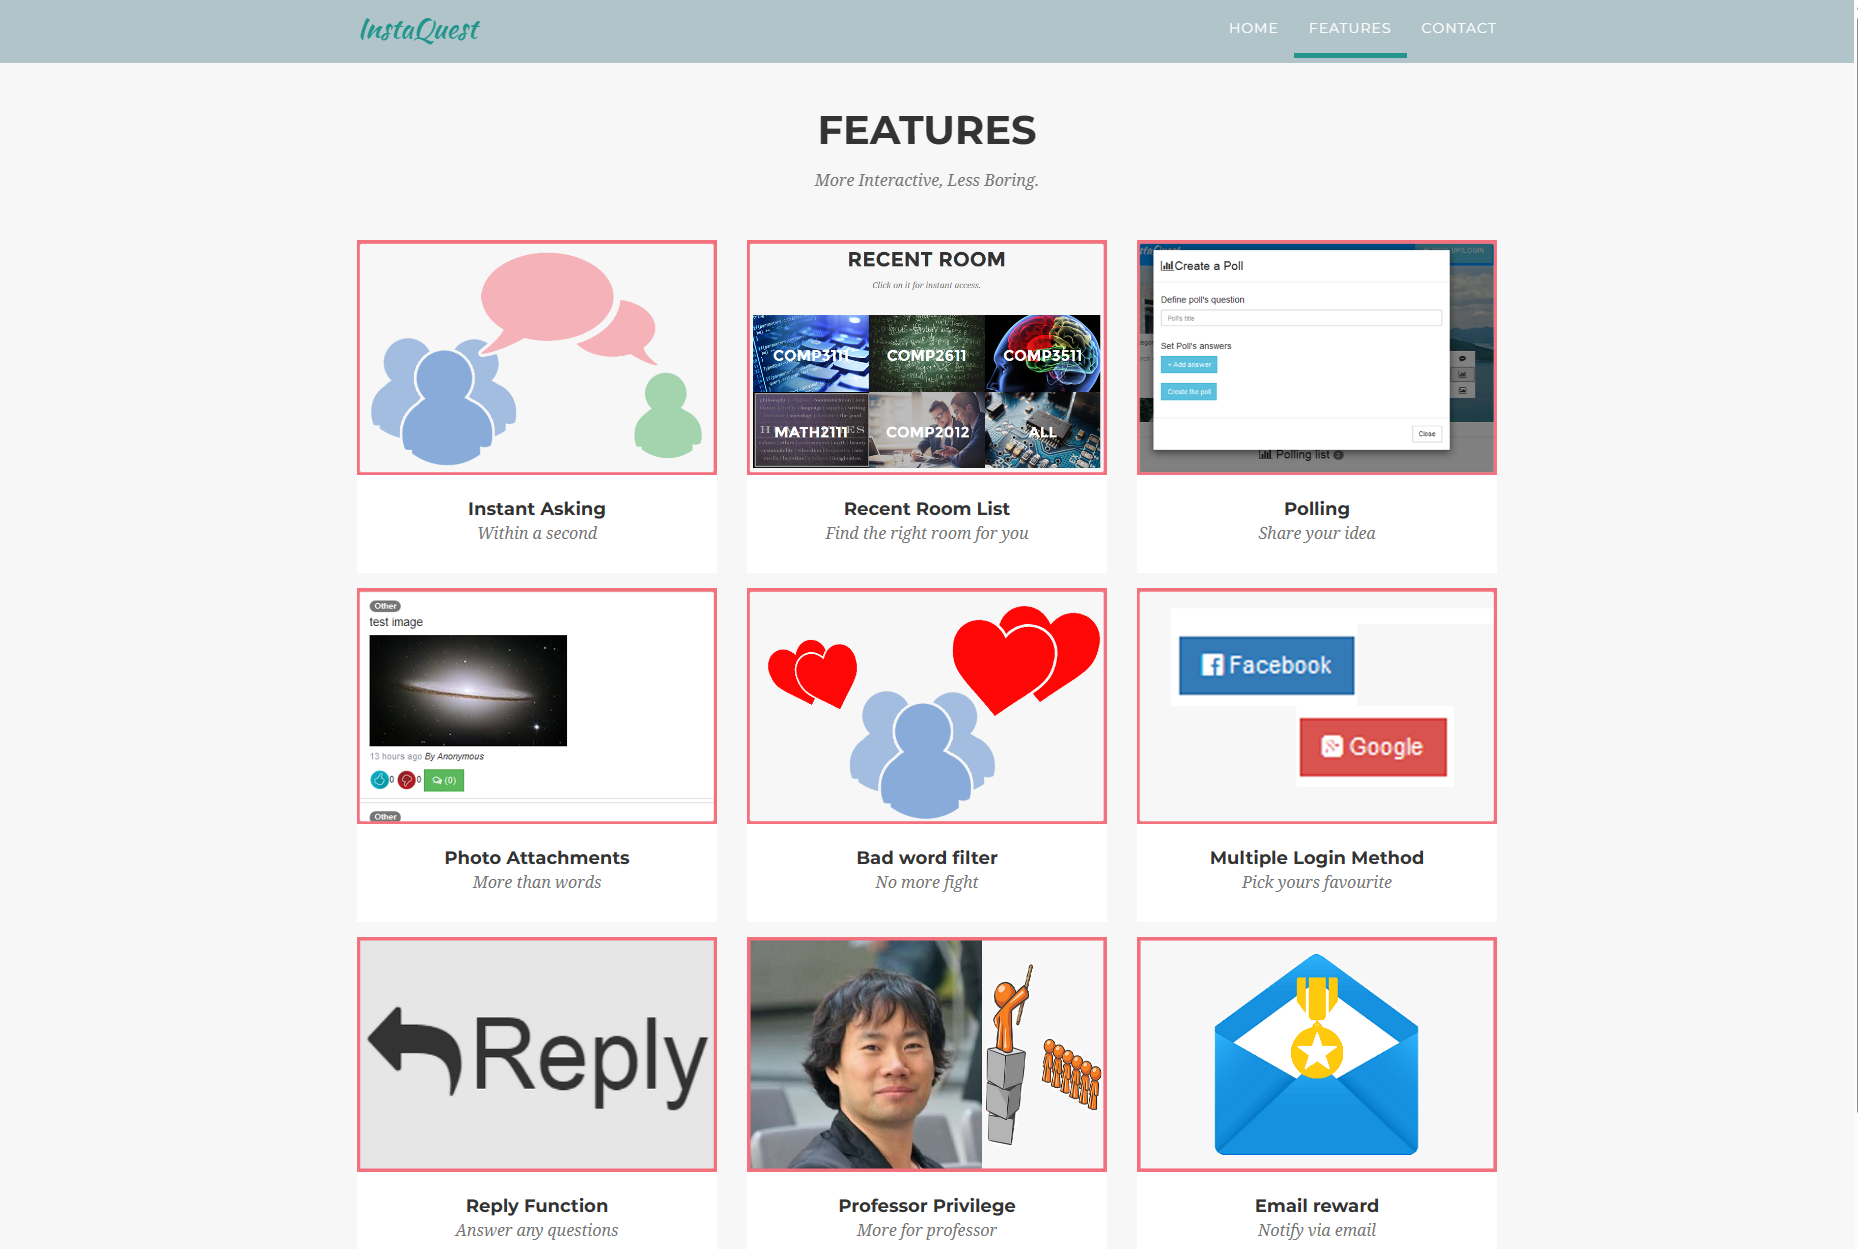 InstaQuest
HOME FEATURES CONTACT
FEATURES
More Interactive, Less Boring.
RECENT ROOM
Click on it for instant access.
COMP3111 COMP2611 COMP3511
MATH2111 COMP2012 ALL
Create a Poll
Define poll's question
Poll's title
Set Poll's answers
+ Add answer
Create the poll
Close
Polling list 2
Instant Asking
Within a second
Recent Room List
Find the right room for you
Polling
Share your idea
Other
test image
13 hours ago By Anonymous
0 0 (0)
Other
Facebook
Google
Photo Attachments
More than words
Bad word filter
No more fight
Multiple Login Method
Pick yours favourite
Reply
Reply Function
Answer any questions
Professor Privilege
More for professor
Email reward
Notify via email